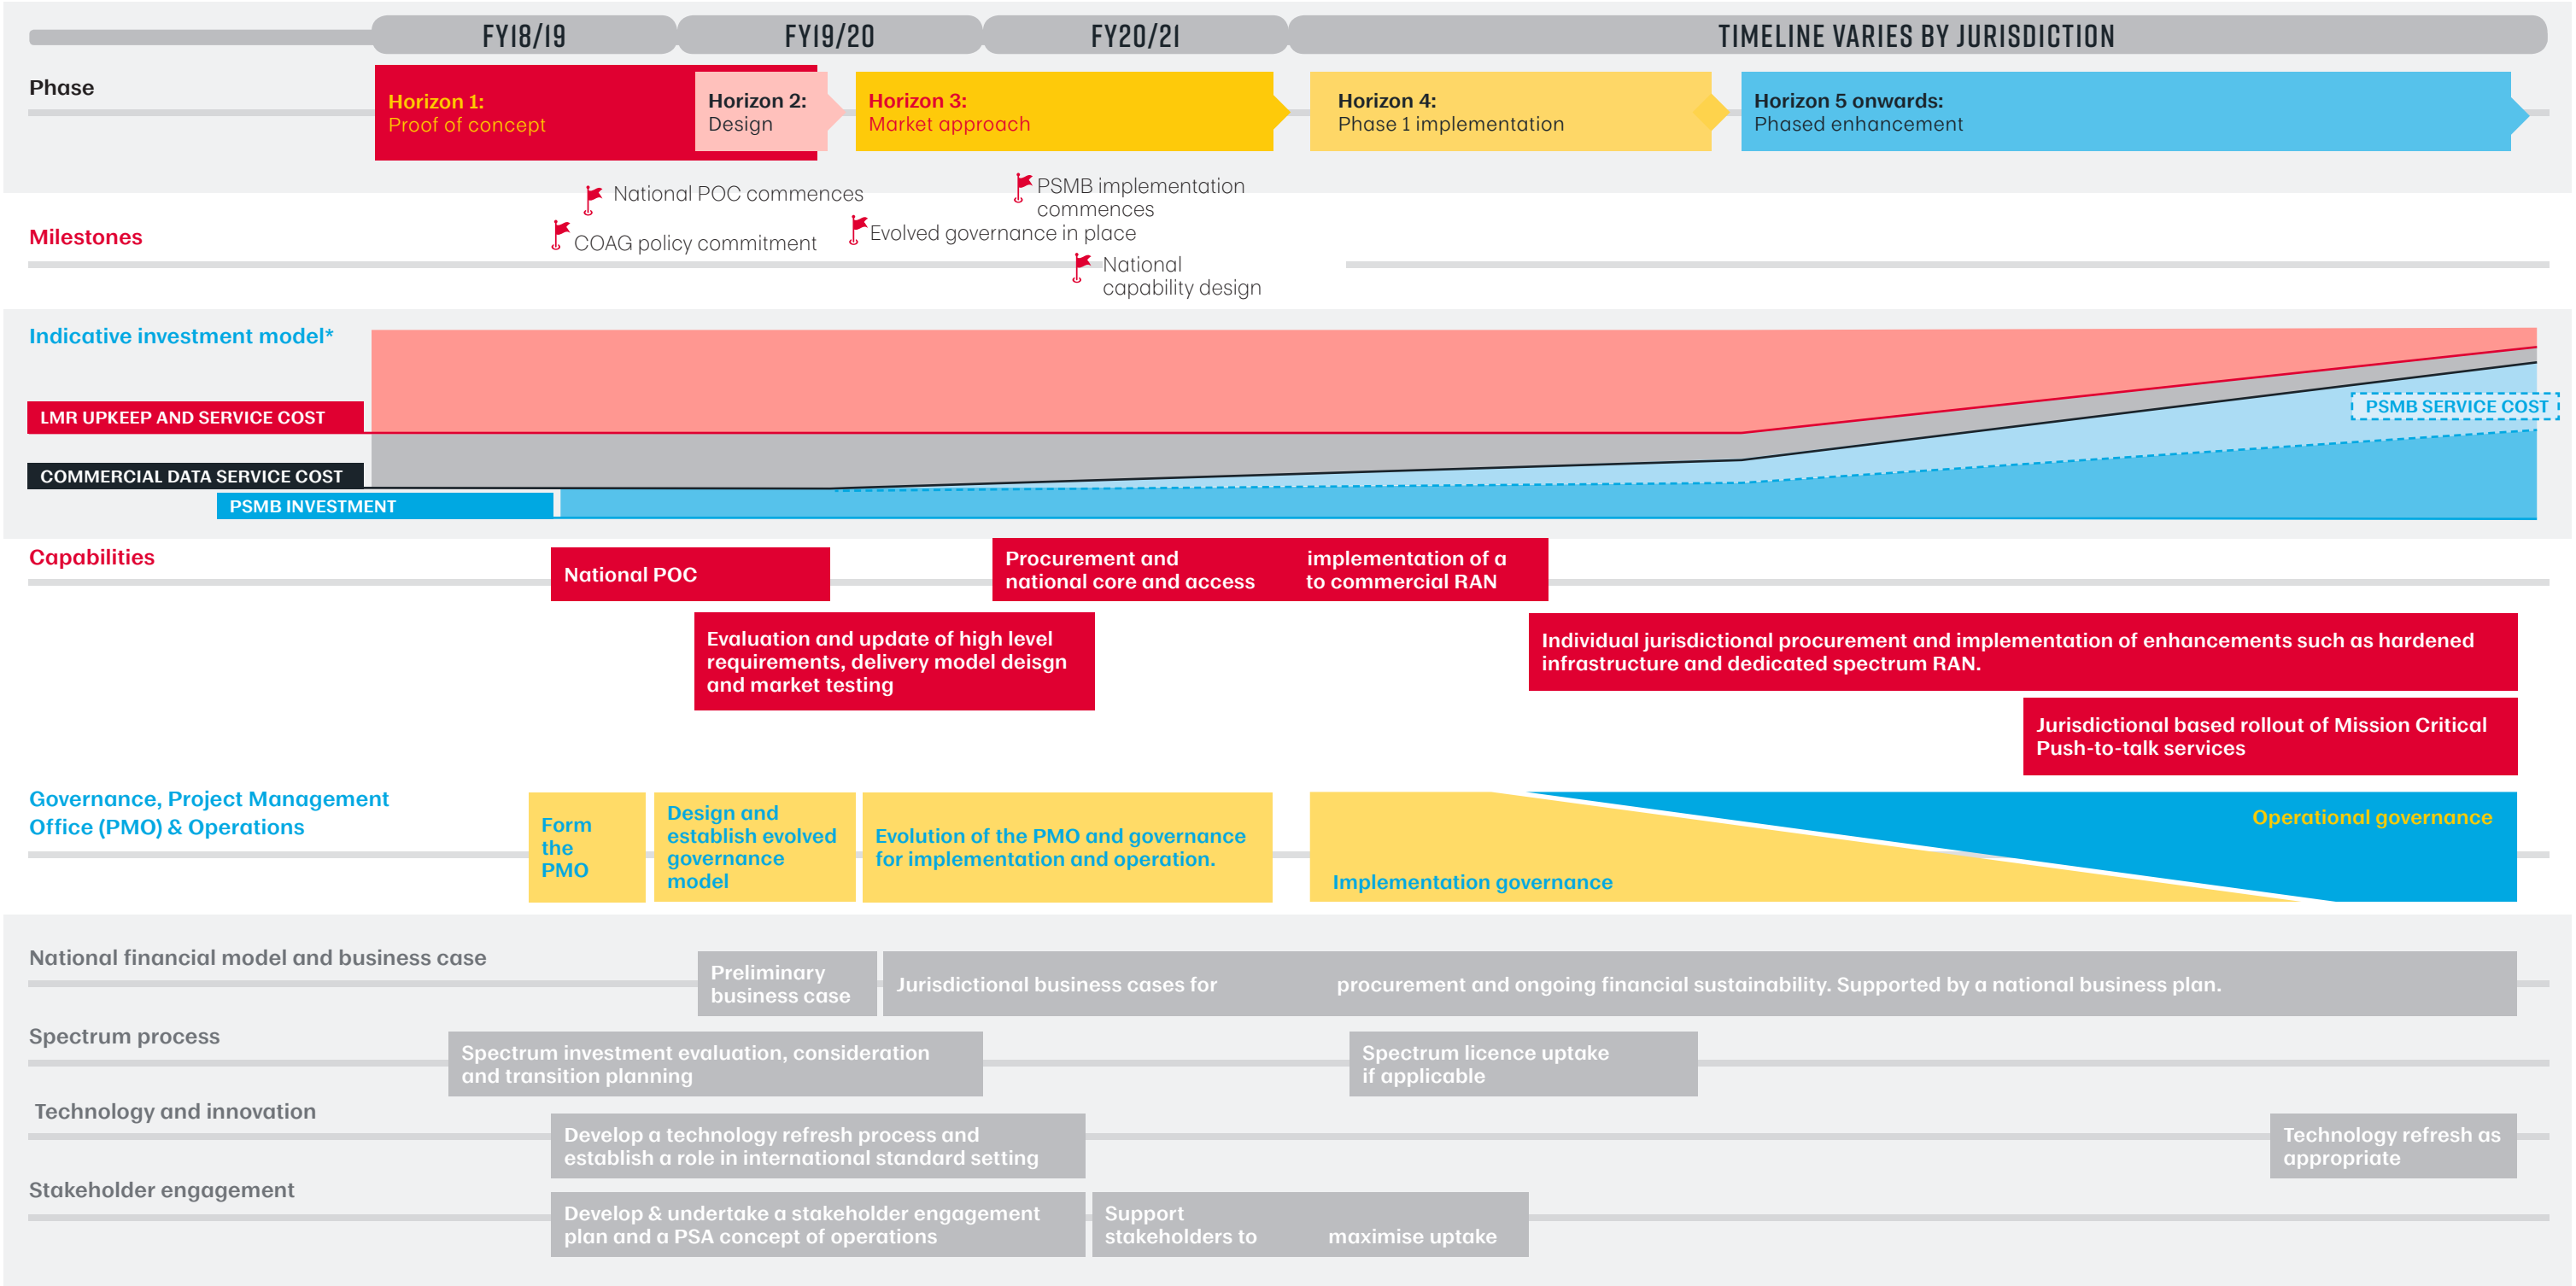 FY18/19
FY19/20
FY20/21
TIMELINE VARIES BY JURISDICTION
Phase
Horizon 1:
Proof of concept
Horizon 2:
Design
Horizon 3:
Market approach
Horizon 4:
Phase 1 implementation
Horizon 5 onwards:
Phased enhancement
Milestones
National POC commences
COAG policy commitment
PSMB implementation
commences
Evolved governance in place
National
capability design
Indicative investment model*
LMR UPKEEP AND SERVICE COST
COMMERCIAL DATA SERVICE COST
PSMB INVESTMENT
PSMB SERVICE COST
Capabilities
National POC
Procurement and implementation of a
national core and access to commercial RAN
Evaluation and update of high level
requirements, delivery model deisgn
and market testing
Individual jurisdictional procurement and implementation of enhancements such as hardened
infrastructure and dedicated spectrum RAN.
Jurisdictional based rollout of Mission Critical
Push-to-talk services
Governance, Project Management
Office (PMO) & Operations
Form
the
PMO
Design and
establish evolved
governance
model
Evolution of the PMO and governance
for implementation and operation.
Implementation governance
Operational governance
National financial model and business case
Preliminary
business case
Jurisdictional business cases for procurement and ongoing financial sustainability. Supported by a national business plan.
Spectrum process
Spectrum investment evaluation, consideration
and transition planning
Spectrum licence uptake
if applicable
Technology and innovation
Develop a technology refresh process and
establish a role in international standard setting
Technology refresh as
appropriate
Stakeholder engagement
Develop & undertake a stakeholder engagement
plan and a PSA concept of operations
Support
stakeholders to maximise uptake